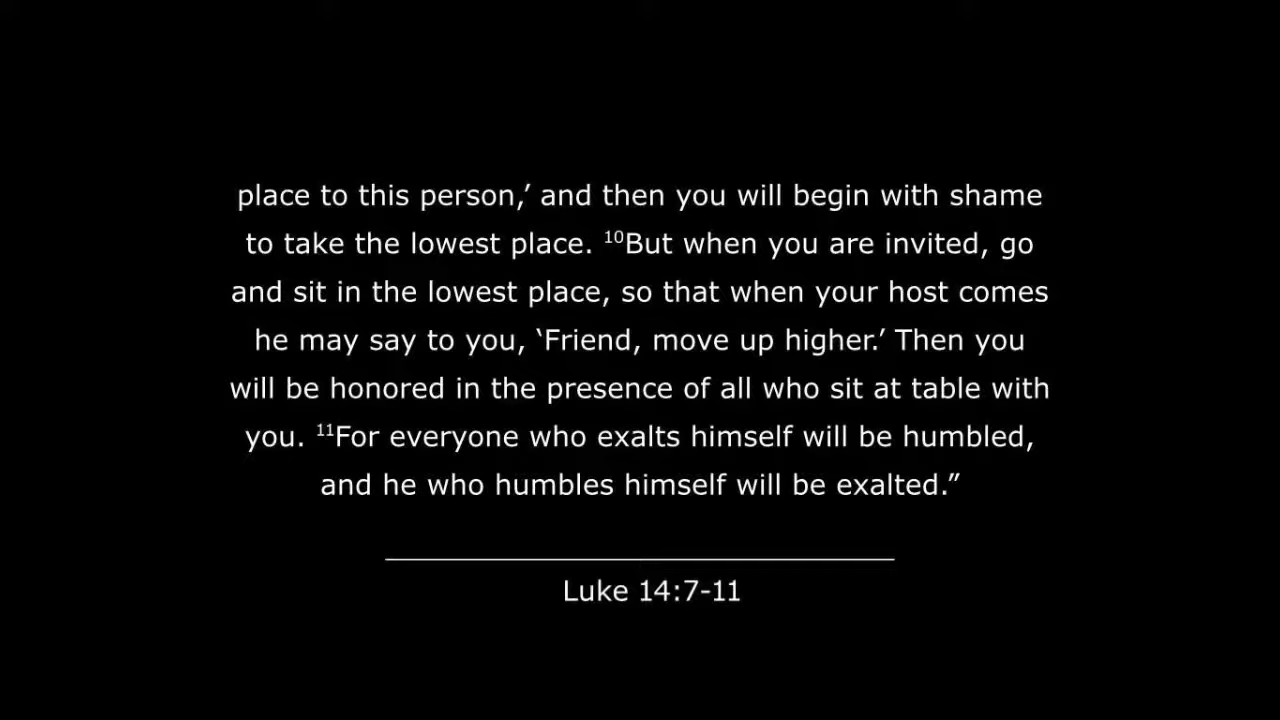 place to this person,’ and then you will begin with shame
to take the lowest place. ¹⁰But when you are invited, go
and sit in the lowest place, so that when your host comes
he may say to you, ‘Friend, move up higher.’ Then you
will be honored in the presence of all who sit at table with
you. ¹¹For everyone who exalts himself will be humbled,
and he who humbles himself will be exalted.”
Luke 14:7-11